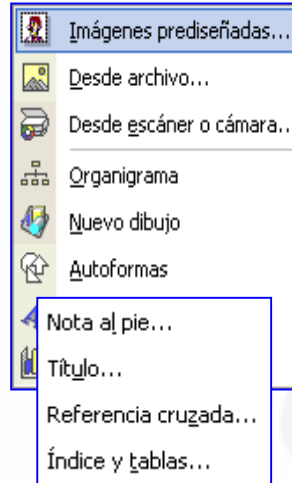 Imágenes prediseñadas...
Desde archivo...
Desde escáner o cámara...
Organigrama
Nuevo dibujo
Autoformas
Nota al pie...
Título...
Referencia cruzada...
Índice y tablas...